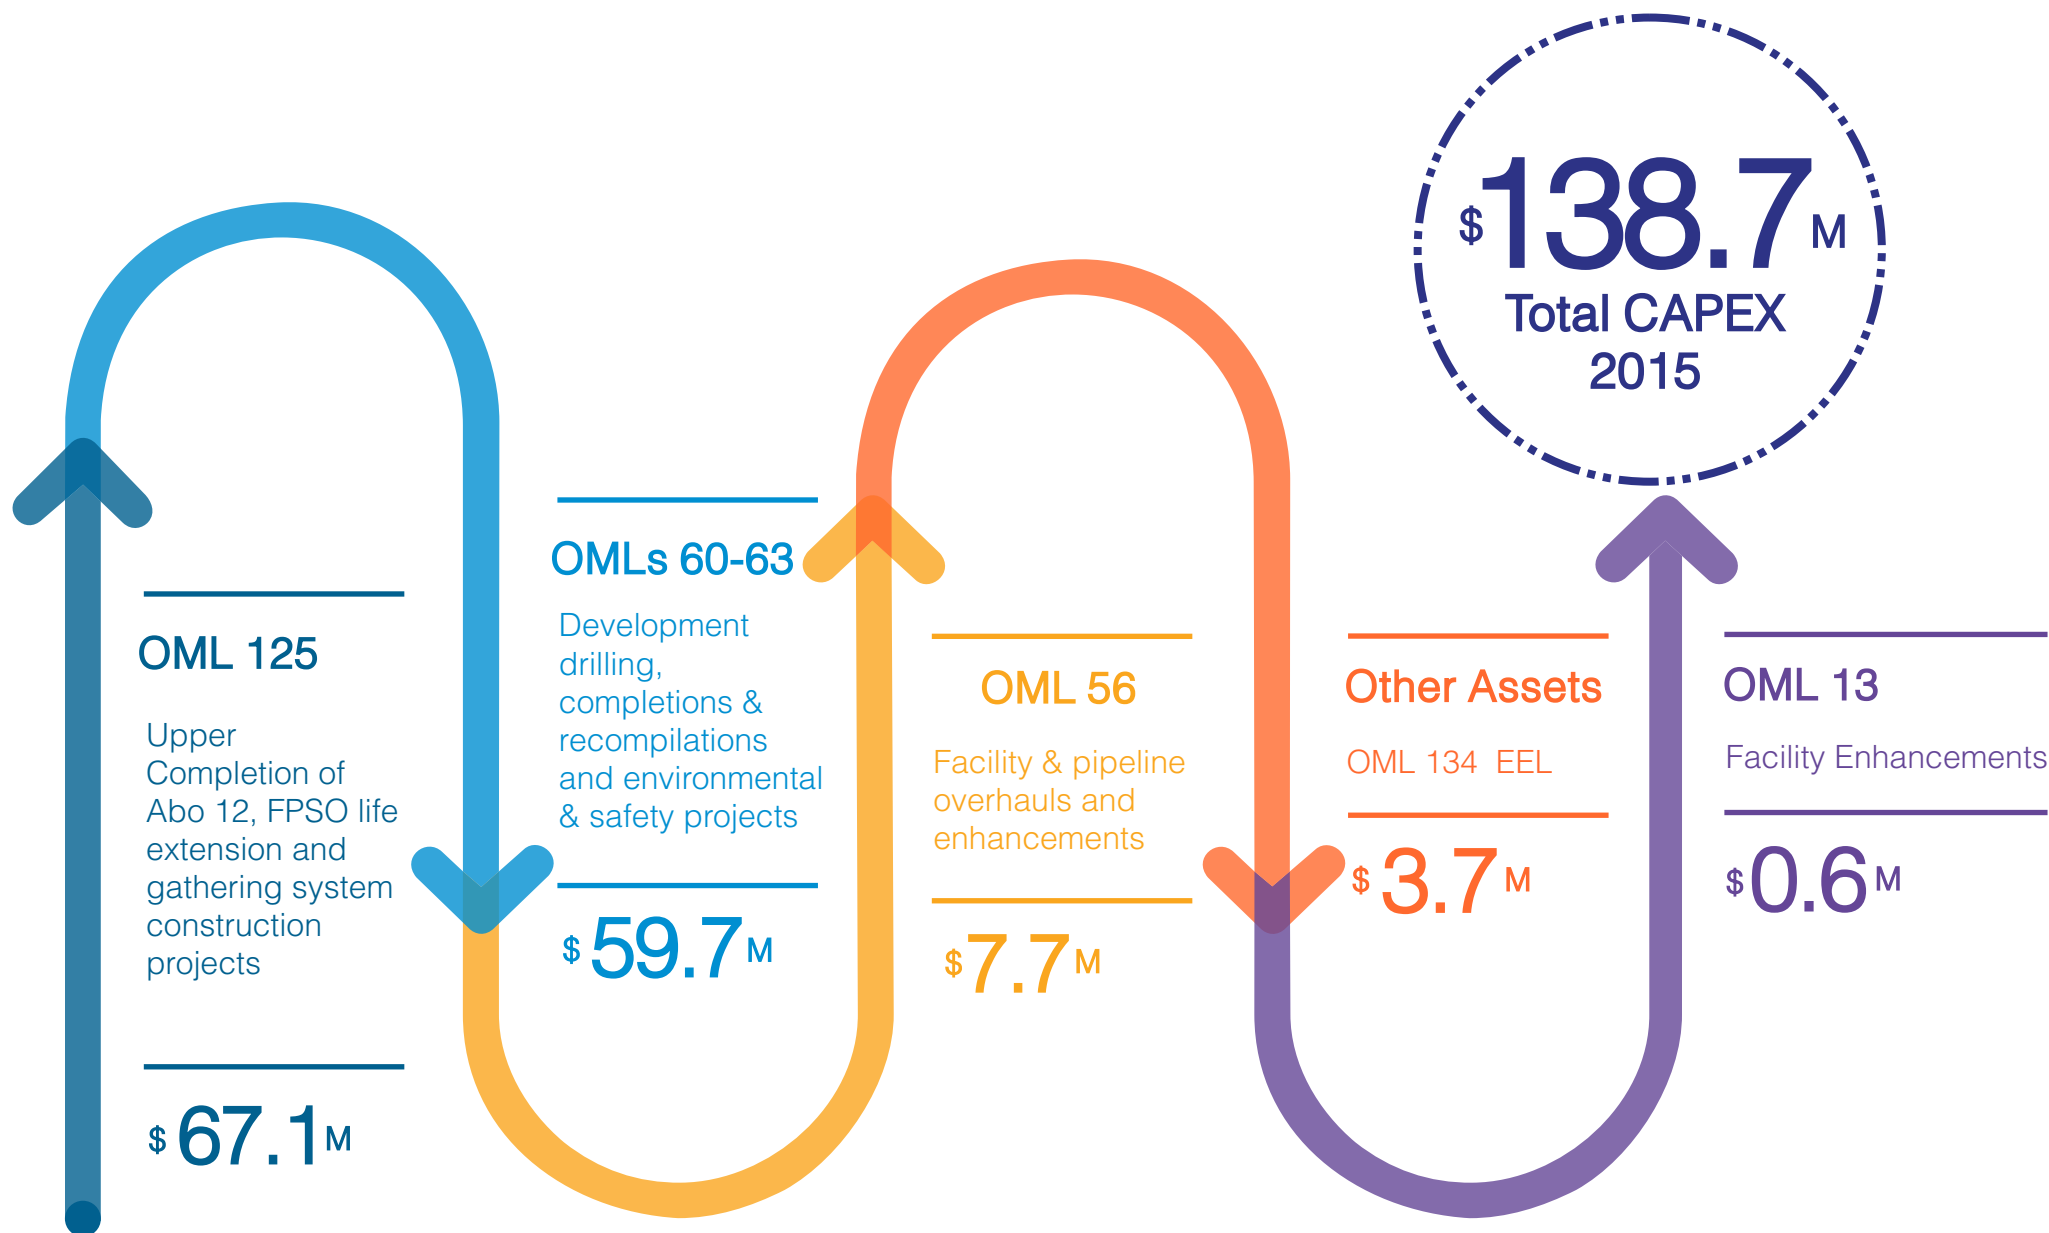 $138.7M
Total CAPEX
2015
OML 125
Upper
Completion of
Abo 12, FPSO life
extension and
gathering system
construction
projects
$ 67.1M
OMLs 60-63
Development
drilling,
completions &
recompilations
and environmental
& safety projects
$ 59.7M
OML 56
Facility & pipeline
overhauls and
enhancements
$7.7M
Other Assets
OML 134 EEL
$ 3.7M
OML 13
Facility Enhancements
$0.6M